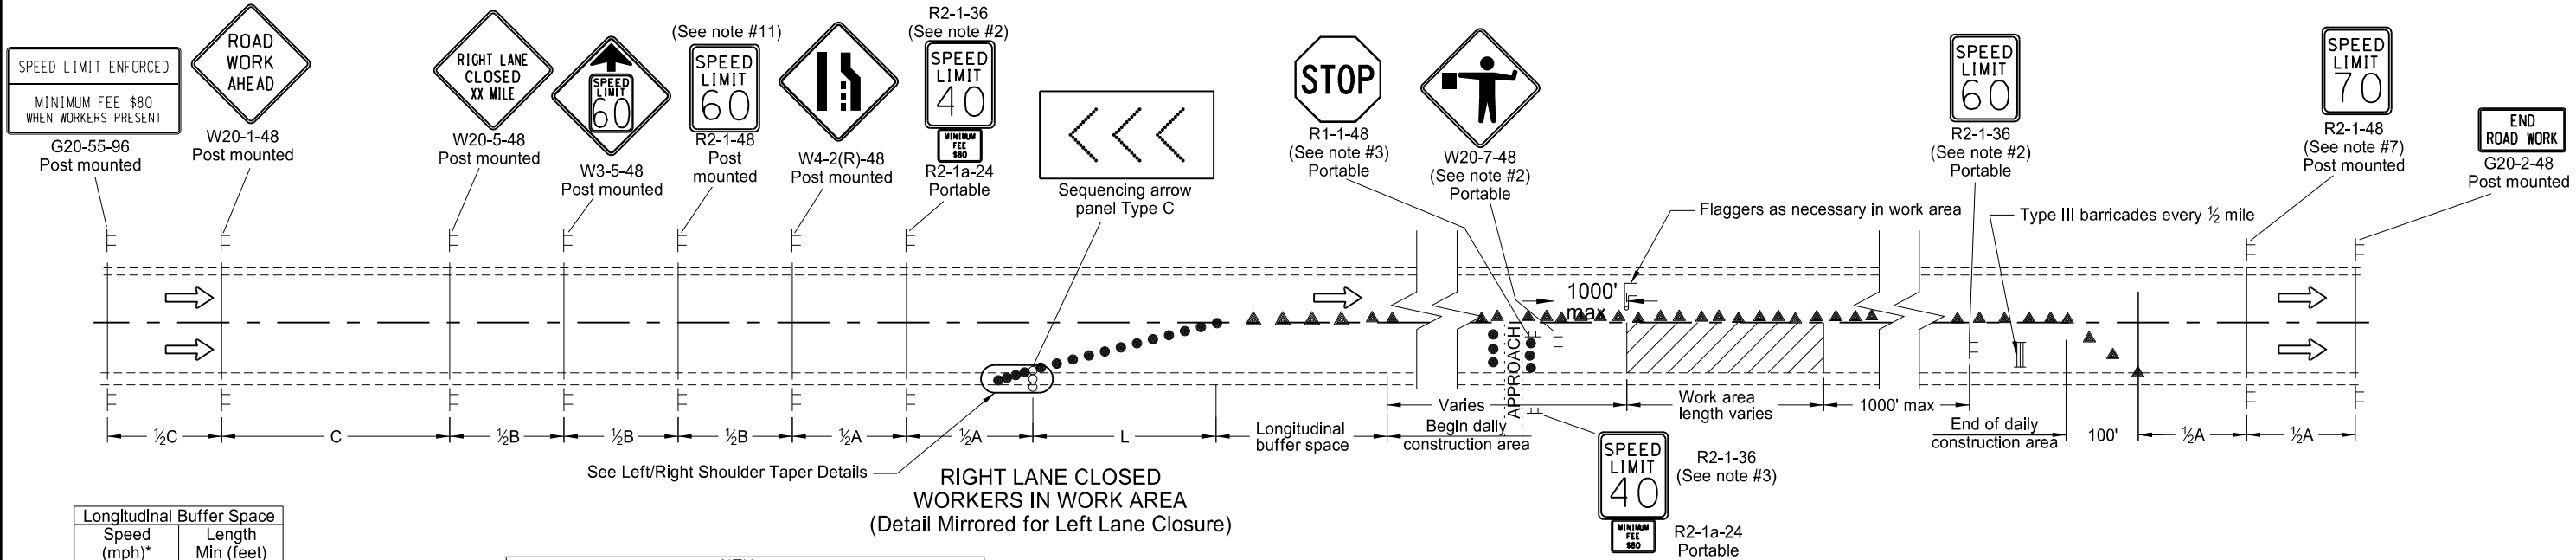 SPEED LIMIT ENFORCED
MINIMUM FEE $80
WHEN WORKERS PRESENT
G20-55-96
Post mounted
ROAD
WORK
AHEAD
W20-1-48
Post mounted
RIGHT LANE
CLOSED
XX MILE
W20-5-48
Post mounted
SPEED
LIMIT
60
W3-5-48
Post mounted
(See note #11)
SPEED
LIMIT
60
R2-1-48
Post
mounted
W4-2(R)-48
Post mounted
R2-1-36
(See note #2)
SPEED
LIMIT
40
MINIMUM
FEE
$80
R2-1a-24
Portable
Sequencing arrow
panel Type C
STOP
R1-1-48
(See note #3)
Portable
W20-7-48
(See note #2)
Portable
Flaggers as necessary in work area
SPEED
LIMIT
60
R2-1-36
(See note #2)
Portable
Type III barricades every ½ mile
SPEED
LIMIT
70
R2-1-48
(See note #7)
Post mounted
END
ROAD WORK
G20-2-48
Post mounted
1000'
max
APPROACH
½C
C
½B
½B
½B
½A
½A
L
Longitudinal
buffer space
Varies
Begin daily
construction area
Work area
length varies
1000' max
End of daily
construction area
100'
½A
½A
See Left/Right Shoulder Taper Details
RIGHT LANE CLOSED
WORKERS IN WORK AREA
(Detail Mirrored for Left Lane Closure)
SPEED
LIMIT
40
R2-1-36
(See note #3)
MINIMUM
FEE
$80
R2-1a-24
Portable
Longitudinal Buffer Space
Speed
(mph)*
Length
Min (feet)